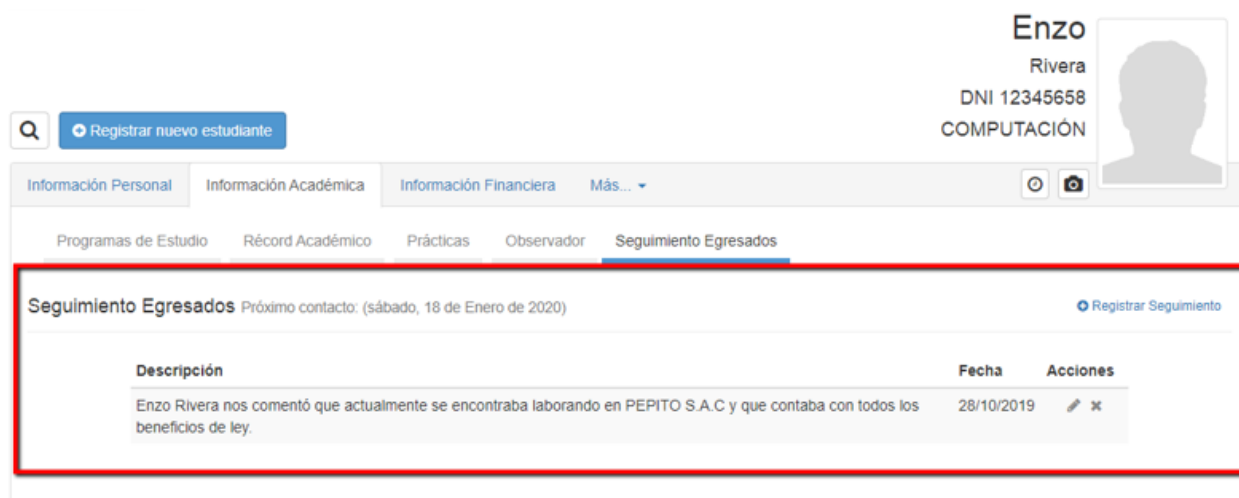 Enzo
Rivera
DNI 12345658
COMPUTACIÓN
Registrar nuevo estudiante
Información Personal Información Académica Información Financiera Más...
Programas de Estudio Récord Académico Prácticas Observador Seguimiento Egresados
Seguimiento Egresados Próximo contacto: (sábado, 18 de Enero de 2020) Registrar Seguimiento
Descripción Fecha Acciones
Enzo Rivera nos comentó que actualmente se encontraba laborando en PEPITO S.A.C y que contaba con todos los 28/10/2019
beneficios de ley.